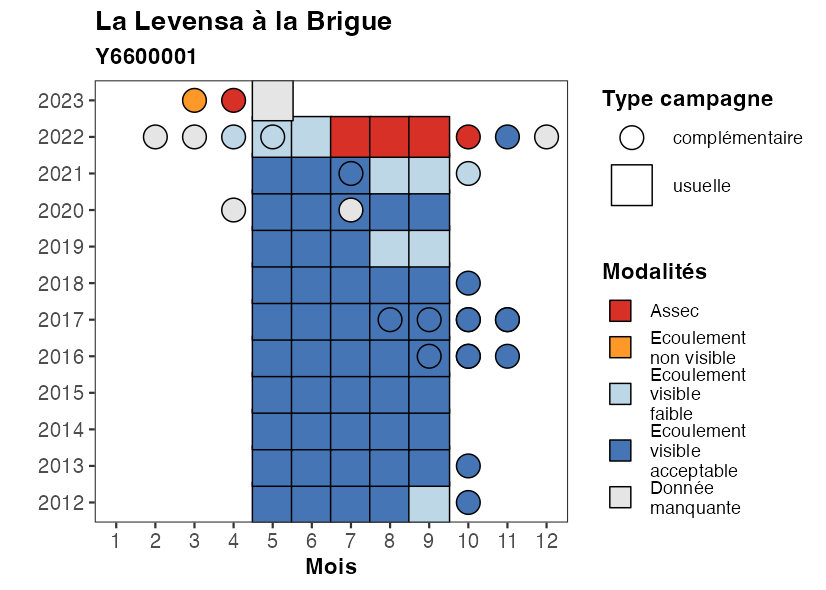 La Levensa à la Brigue
Y6600001
2023
2022
2021
2020
2019
2018
2017
2016
2015
2014
2013
2012
1 2 3 4 5 6 7 8 9 10 11 12
Mois
Type campagne
complémentaire
usuelle
Modalités
Assec
Ecoulement
non visible
Ecoulement
visible
faible
Ecoulement
visible
acceptable
Donnée
manquante